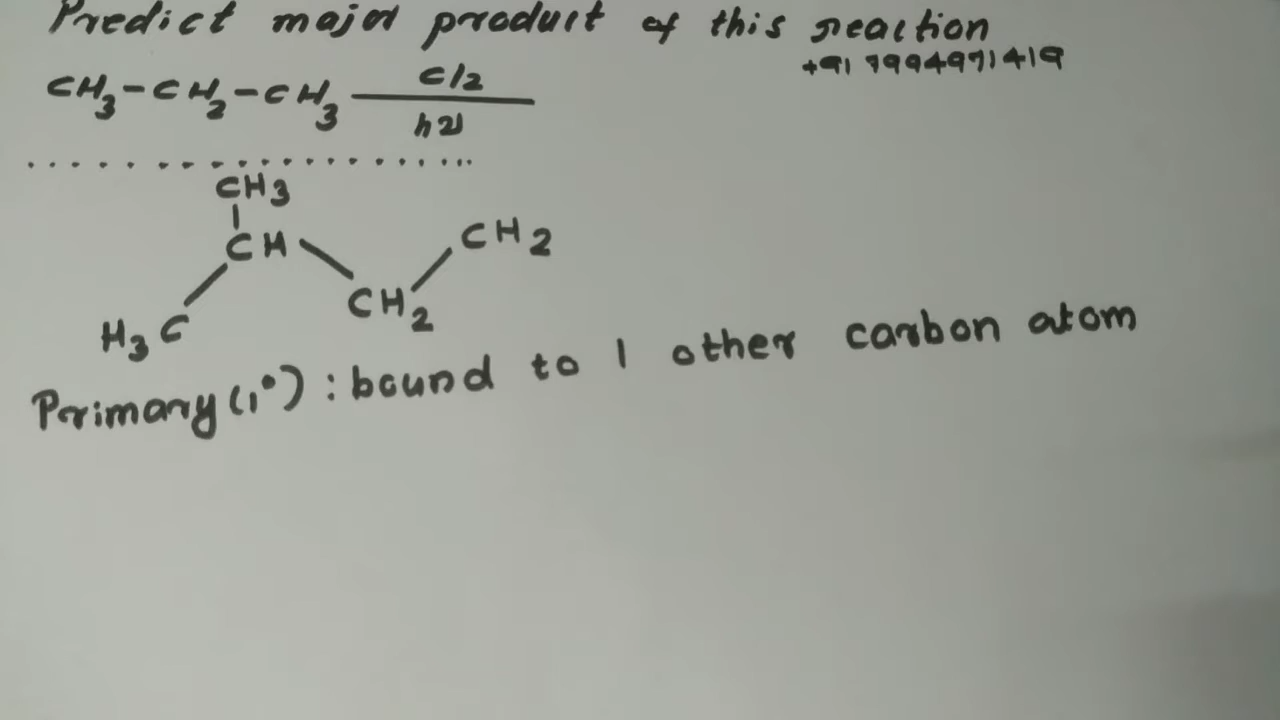 Predict major product of this reaction
+91 7994971419
CH3-CH2-CH3 Cl2
hν
CH3
CH CH2
CH2
H3C
Primary (1°) : bound to 1 other carbon atom